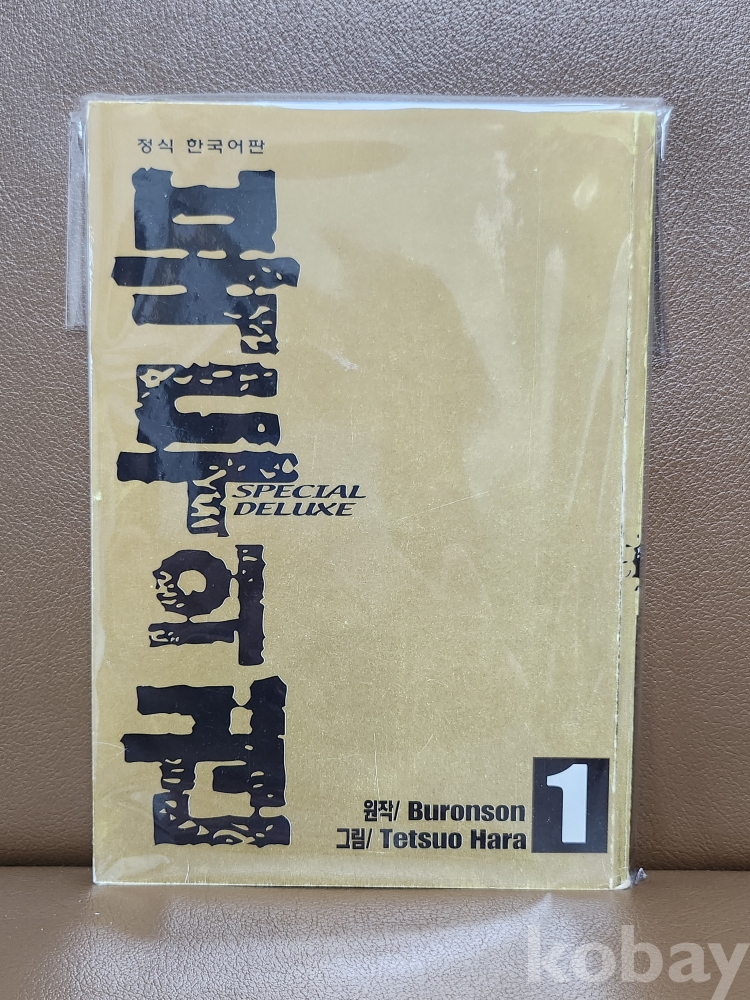 정식 한국어판
북두의 권
SPECIAL
DELUXE
원작/ Buronson
그림/ Tetsuo Hara
1
kobay